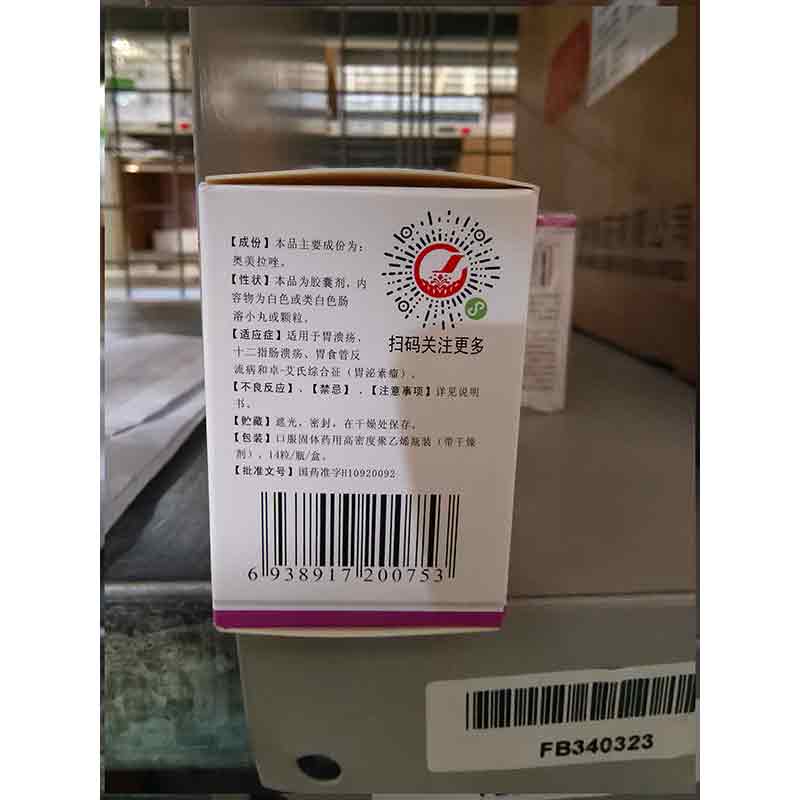 【成份】本品主要成份为：
奥美拉唑。
【性状】本品为胶囊剂，内
容物为白色或类白色肠
溶小丸或颗粒。
扫码关注更多
【适应症】适用于胃溃疡、
十二指肠溃疡、胃食管反
流病和卓-艾氏综合征（胃泌素瘤）。
【不良反应】、【禁忌】、【注意事项】详见说明
书。
【贮藏】遮光，密封，在干燥处保存。
【包装】口服固体药用高密度聚乙烯瓶装（带干燥
剂），14粒/瓶/盒。
【批准文号】国药准字H10920092
6 938917 200753
FB340323